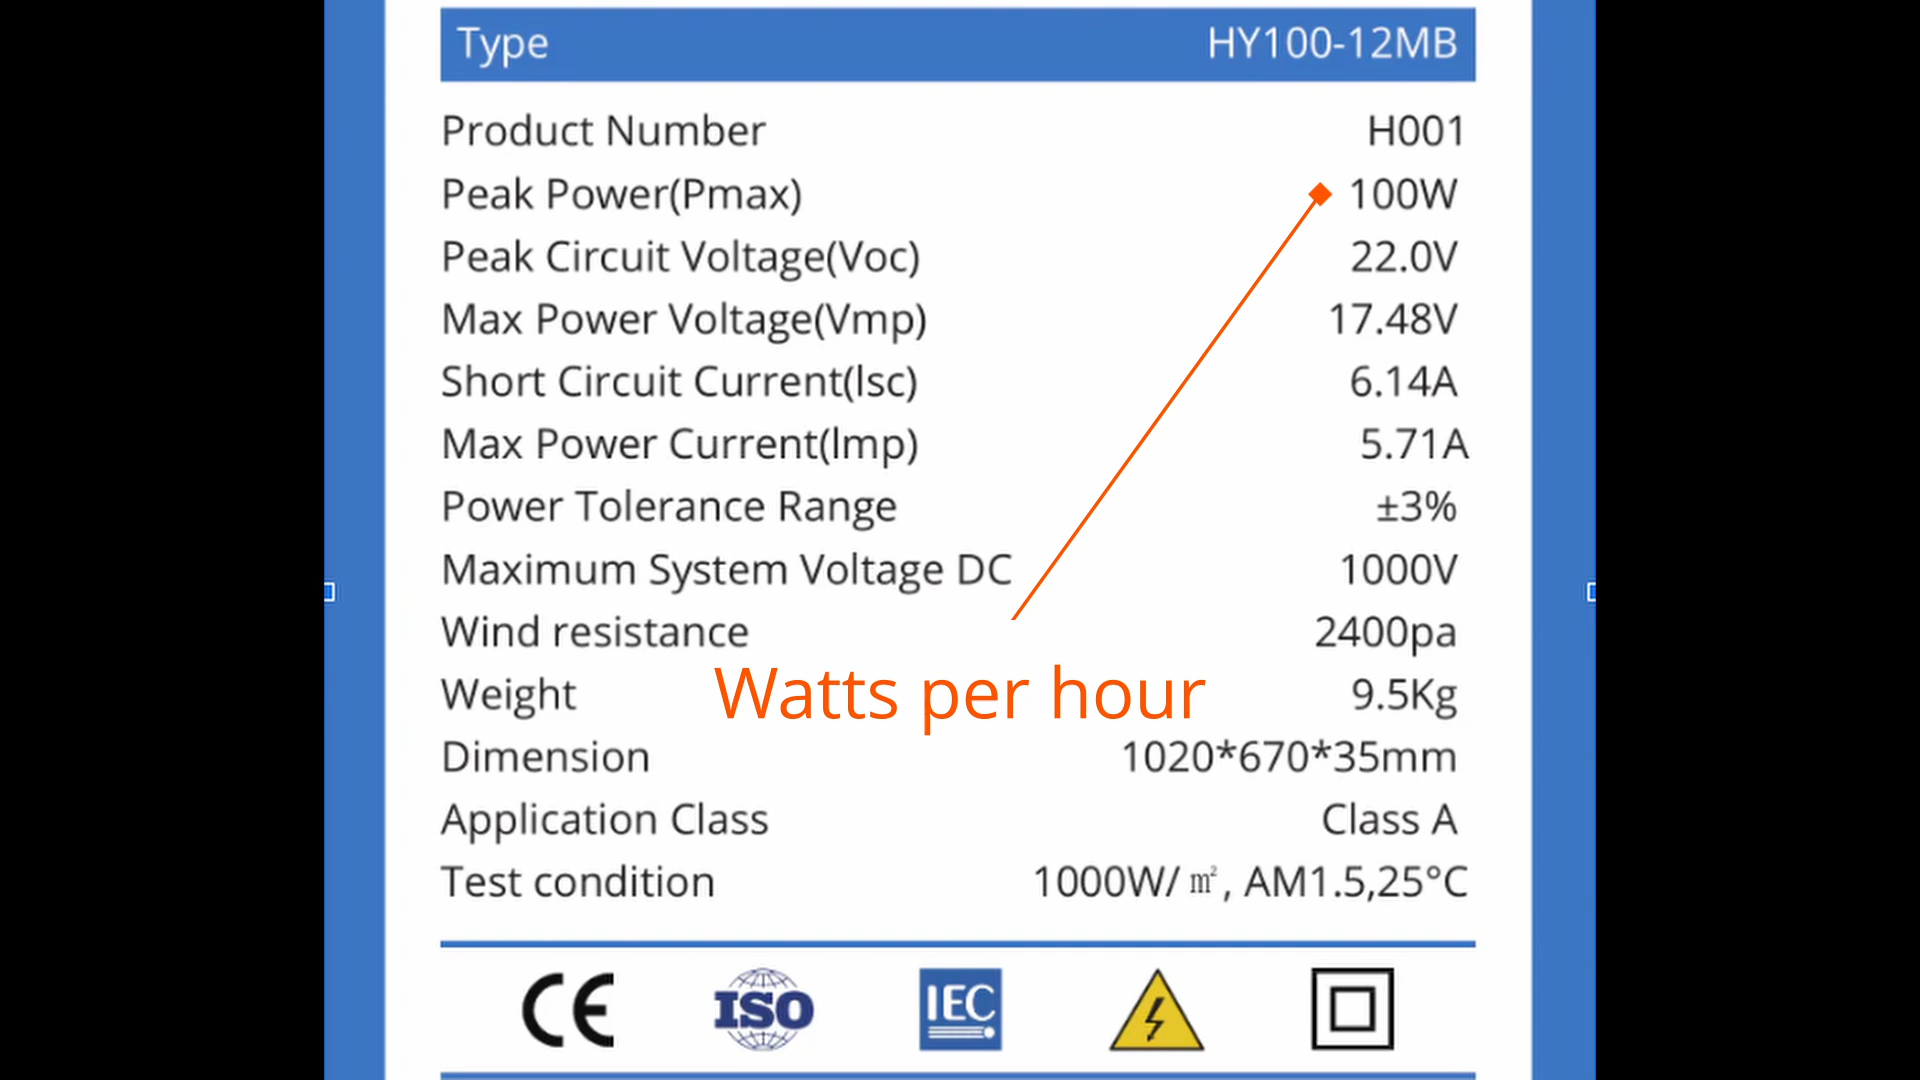 Type HY100-12MB
Product Number H001
Peak Power(Pmax) 100W
Peak Circuit Voltage(Voc) 22.0V
Max Power Voltage(Vmp) 17.48V
Short Circuit Current(lsc) 6.14A
Max Power Current(lmp) 5.71A
Power Tolerance Range ±3%
Maximum System Voltage DC 1000V
Wind resistance 2400pa
Watts per hour
Weight 9.5Kg
Dimension 1020*670*35mm
Application Class Class A
Test condition 1000W/ ㎡, AM1.5,25°C
CE ISO IEC